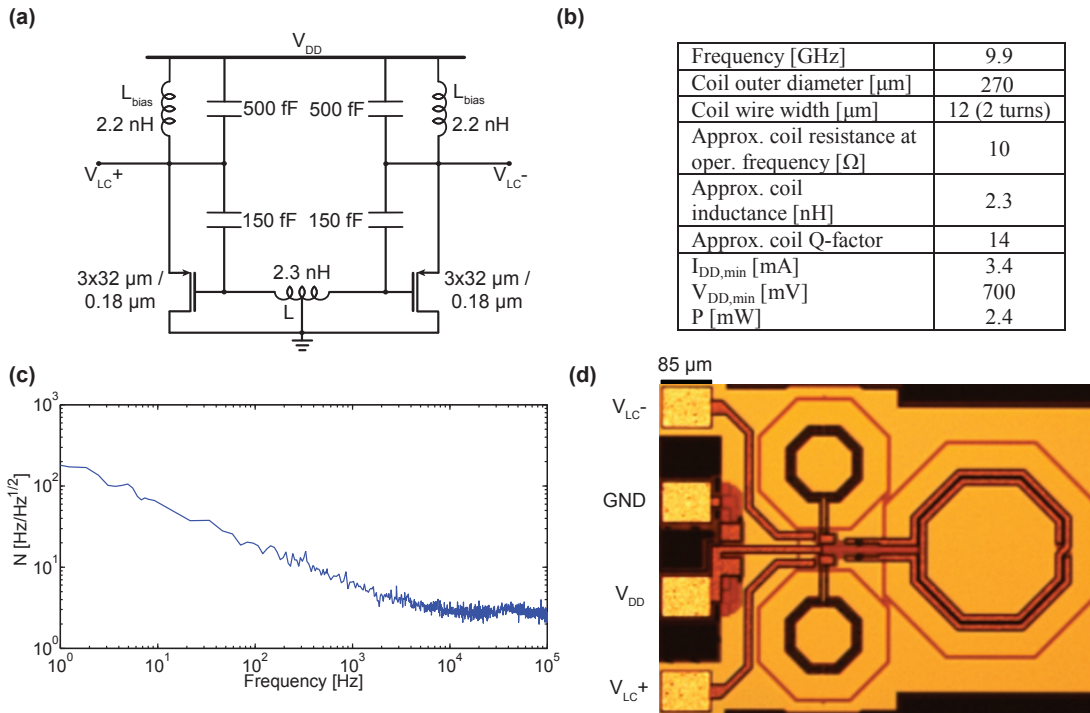 (a)
V_DD
L_bias
2.2 nH
500 fF
500 fF
L_bias
2.2 nH
V_LC+
V_LC-
150 fF
150 fF
3x32 µm /
0.18 µm
2.3 nH
L
3x32 µm /
0.18 µm
(b)
Frequency [GHz] 9.9
Coil outer diameter [µm] 270
Coil wire width [µm] 12 (2 turns)
Approx. coil resistance at
oper. frequency [Ω] 10
Approx. coil
inductance [nH] 2.3
Approx. coil Q-factor 14
I_DD,min [mA] 3.4
V_DD,min [mV] 700
P [mW] 2.4
(c)
N [Hz/Hz^1/2]
10^3
10^2
10^1
10^0
10^0 10^1 10^2 10^3 10^4 10^5
Frequency [Hz]
(d)
85 µm
V_LC-
GND
V_DD
V_LC+